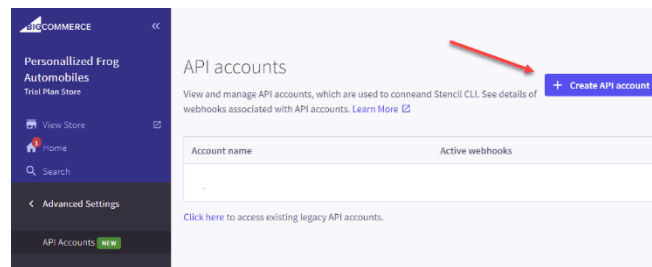 BIGCOMMERCE «
Personallized Frog
Automobiles
Trial Plan Store
View Store
1
Home
Search
< Advanced Settings
API Accounts NEW
API accounts
View and manage API accounts, which are used to conneand Stencil CLI. See details of
webhooks associated with API accounts. Learn More
+ Create API account
Account name Active webhooks
Click here to access existing legacy API accounts.